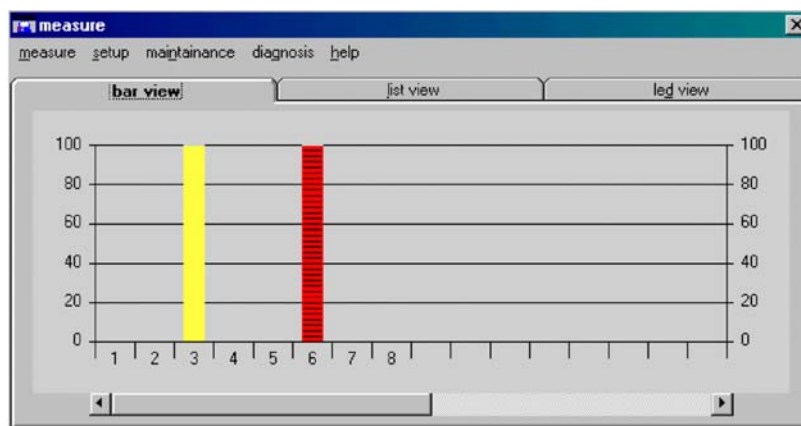 measure
measure setup maintainance diagnosis help
bar view list view led view
100 100
80 80
60 60
40 40
20 20
0 0
1 2 3 4 5 6 7 8